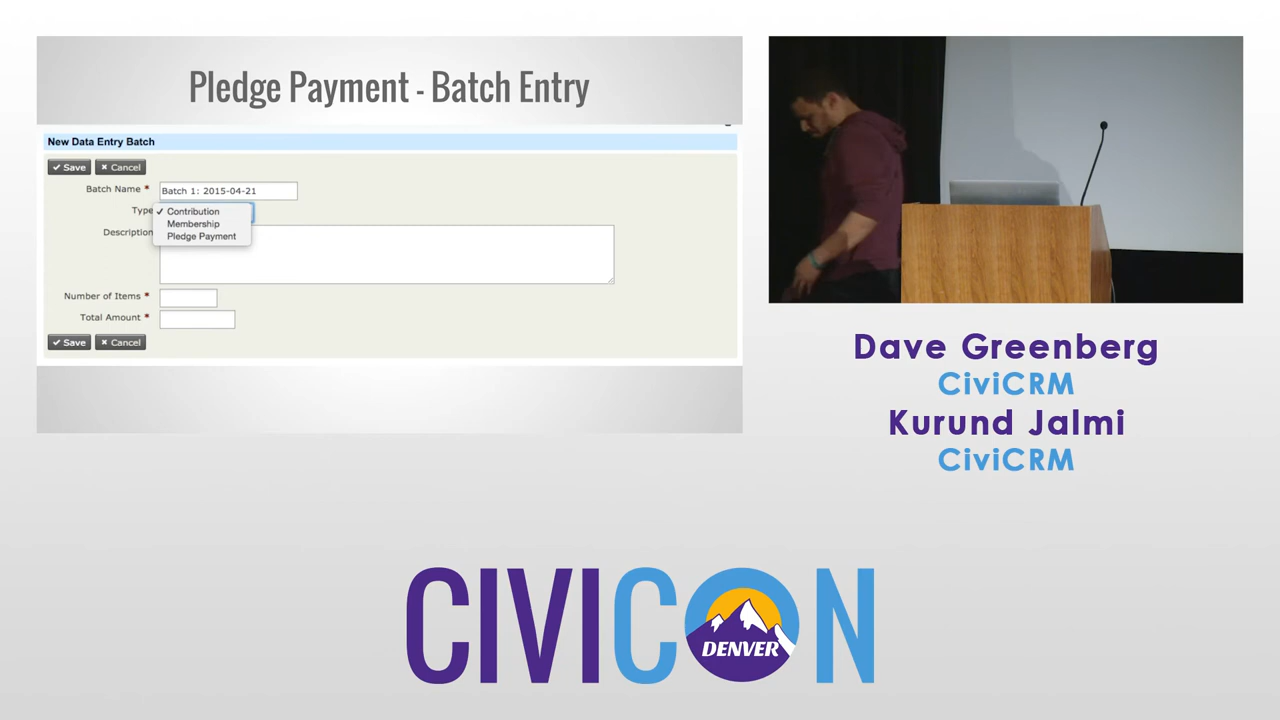 Pledge Payment - Batch Entry
New Data Entry Batch
✔ Save ✖ Cancel
Batch Name * Batch 1: 2015-04-21
Type ✓ Contribution
Membership
Pledge Payment
Description
Number of Items *
Total Amount *
✔ Save ✖ Cancel
Dave Greenberg
CiviCRM
Kurund Jalmi
CiviCRM
CIVICON
DENVER